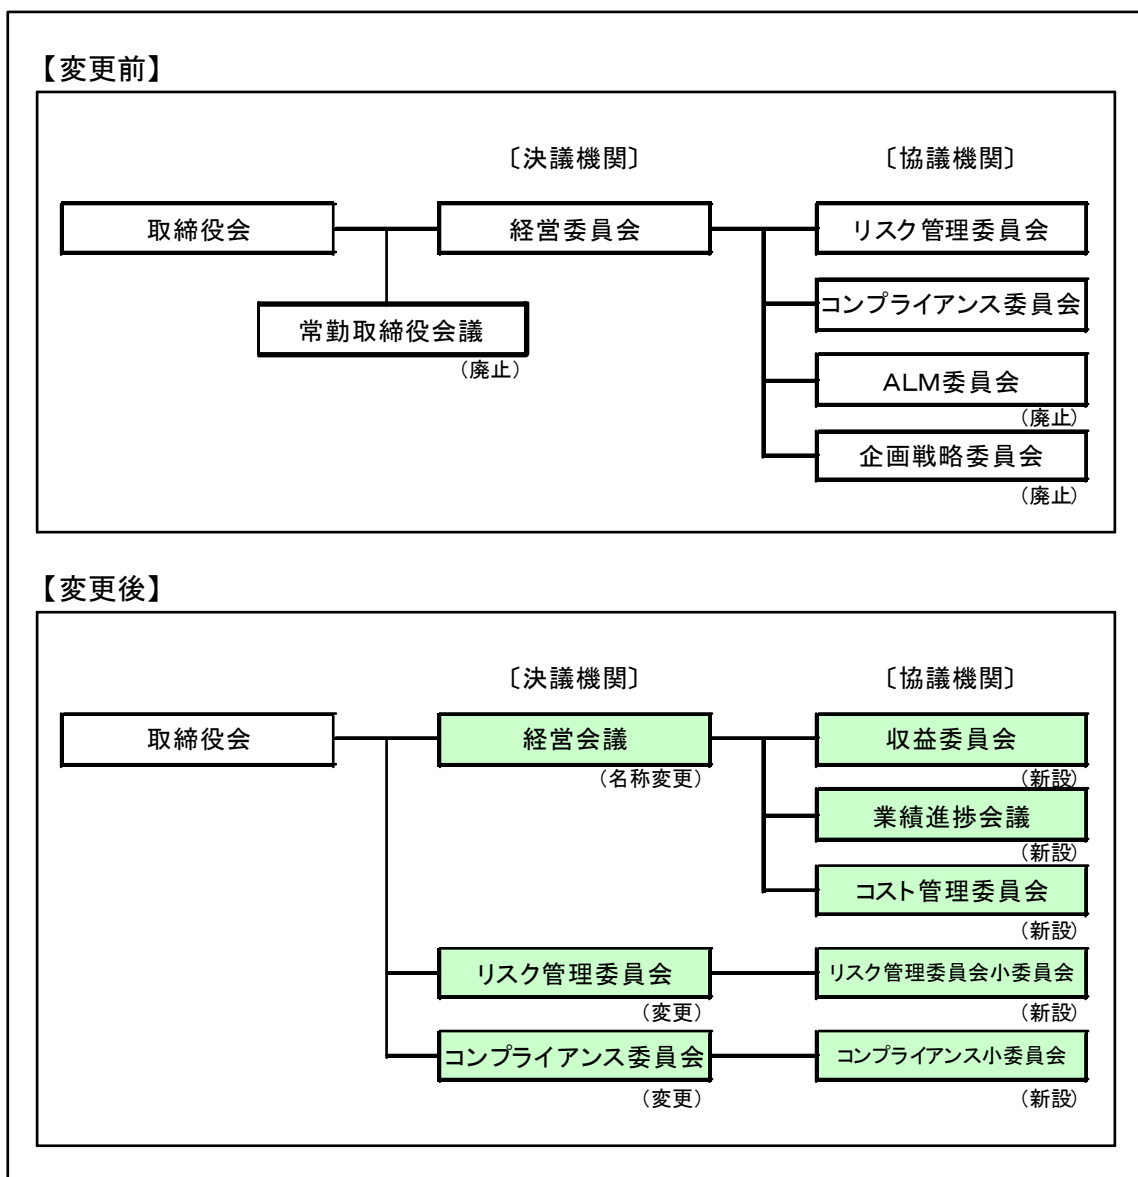 【変更前】
〔決議機関〕 〔協議機関〕
取締役会 経営委員会 リスク管理委員会
コンプライアンス委員会
常勤取締役会議
(廃止)
ALM委員会
(廃止)
企画戦略委員会
(廃止)
【変更後】
〔決議機関〕 〔協議機関〕
取締役会 経営会議 収益委員会
(名称変更) (新設)
業績進捗会議
(新設)
コスト管理委員会
(新設)
リスク管理委員会 リスク管理委員会小委員会
(変更) (新設)
コンプライアンス委員会 コンプライアンス小委員会
(変更) (新設)